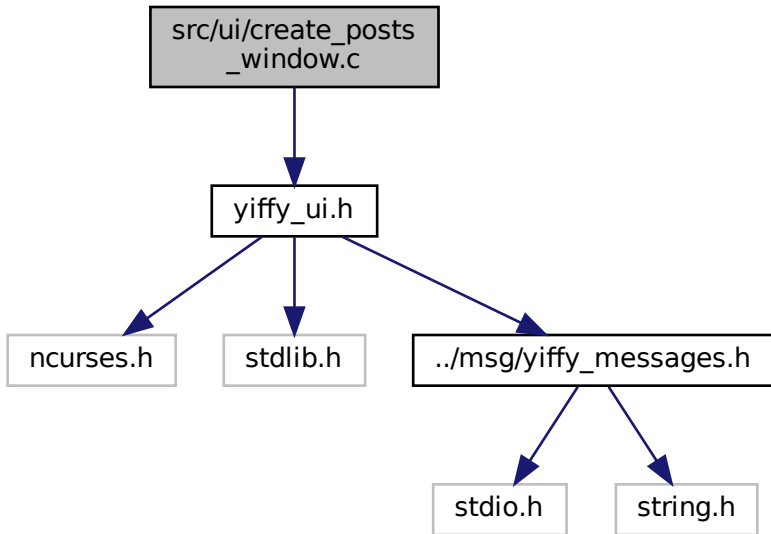 src/ui/create_posts
_window.c
yiffy_ui.h
ncurses.h
stdlib.h
../msg/yiffy_messages.h
stdio.h
string.h